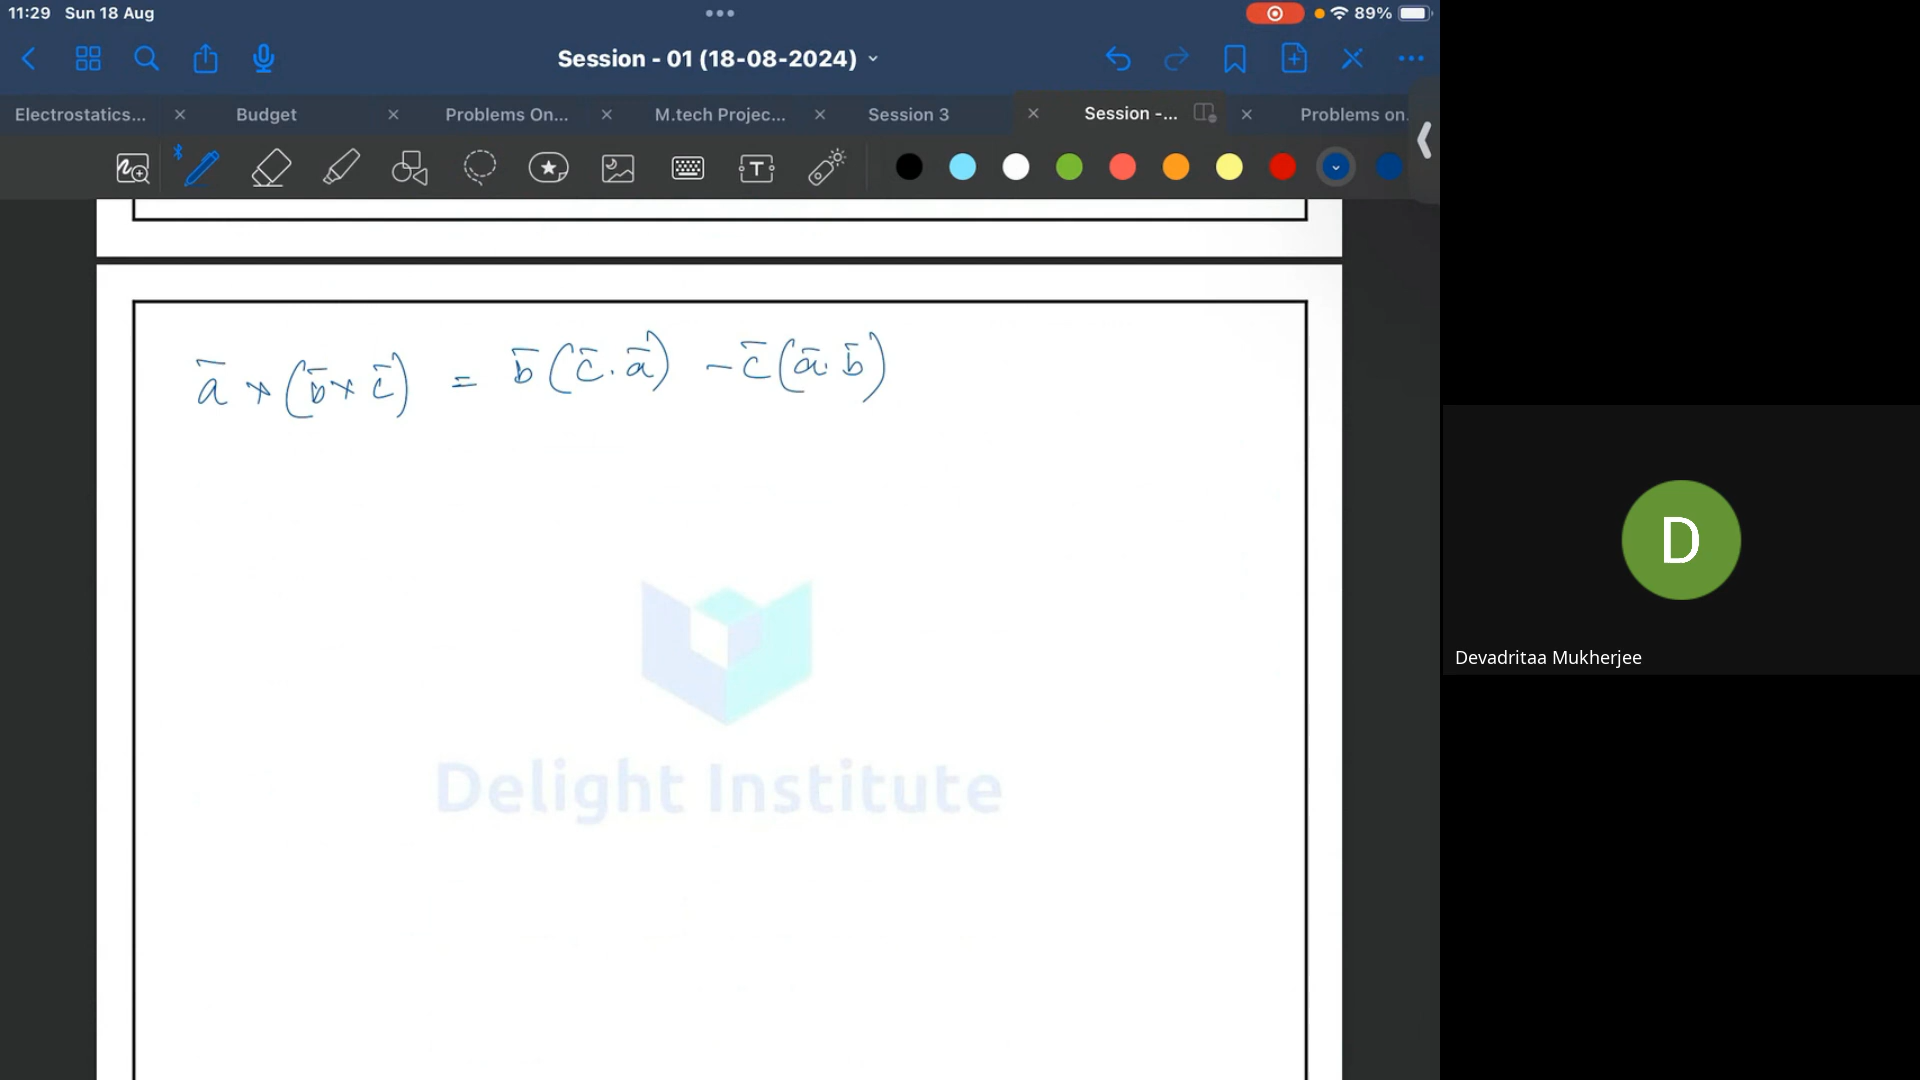 11:29 Sun 18 Aug
89%
Session - 01 (18-08-2024)
Electrostatics...
Budget
Problems On...
M.tech Projec...
Session 3
Session -...
Problems on.
a̅ × (b̅ × c̅) = b̅(c̅.a̅) - c̅(a̅.b̅)
Delight Institute
D
Devadritaa Mukherjee